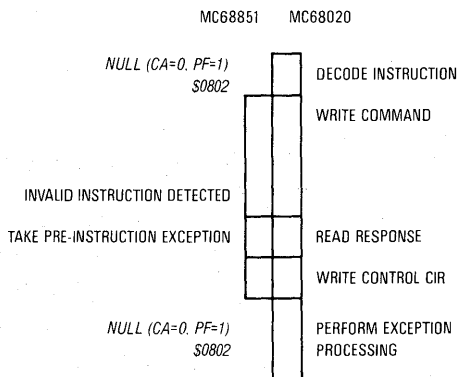 MC68851 MC68020
NULL (CA=0, PF=1)
$0802
DECODE INSTRUCTION
WRITE COMMAND
INVALID INSTRUCTION DETECTED
TAKE PRE-INSTRUCTION EXCEPTION
READ RESPONSE
WRITE CONTROL CIR
NULL (CA=0, PF=1)
$0802
PERFORM EXCEPTION
PROCESSING